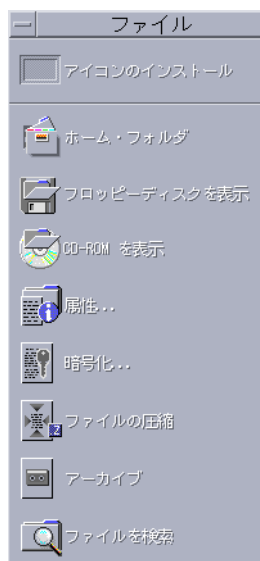 ファイル
アイコンのインストール
ホーム・フォルダ
フロッピーディスクを表示
CD-ROM を表示
属性...
暗号化...
ファイルの圧縮
アーカイブ
ファイルを検索